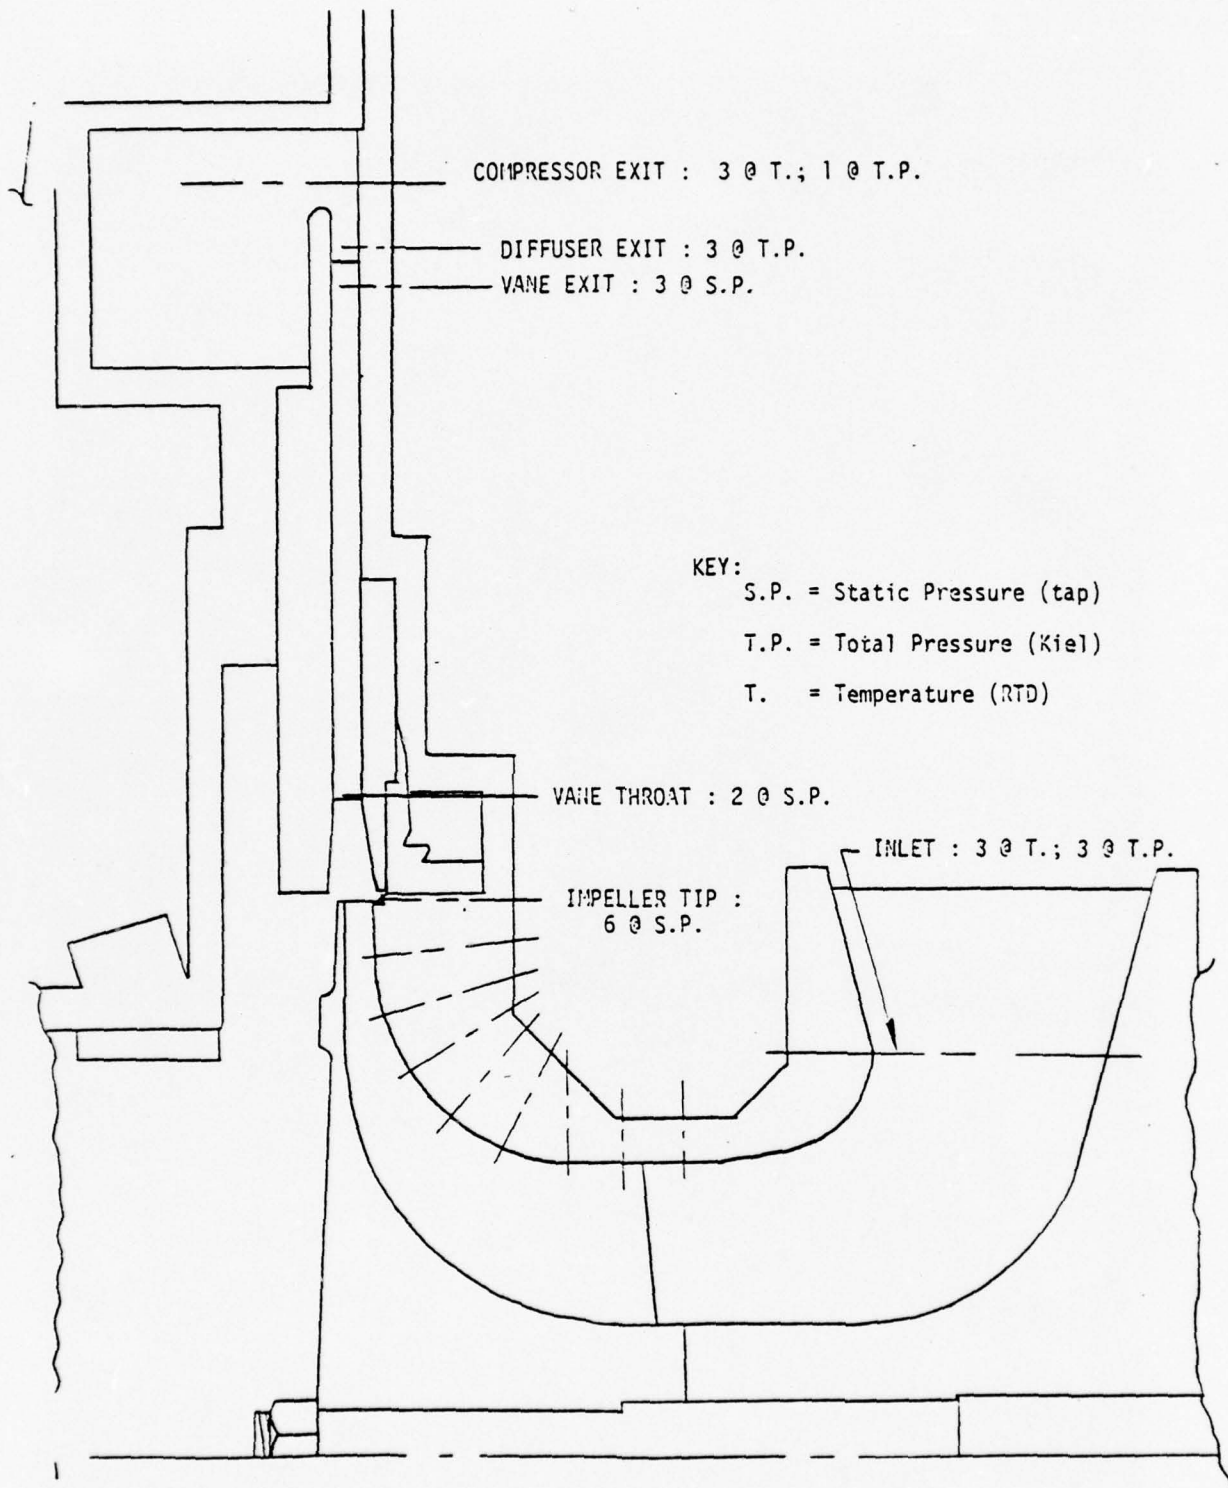 COMPRESSOR EXIT : 3 @ T.; 1 @ T.P.
DIFFUSER EXIT : 3 @ T.P.
VANE EXIT : 3 @ S.P.
KEY:
S.P. = Static Pressure (tap)
T.P. = Total Pressure (Kiel)
T. = Temperature (RTD)
VANE THROAT : 2 @ S.P.
INLET : 3 @ T.; 3 @ T.P.
IMPELLER TIP :
6 @ S.P.